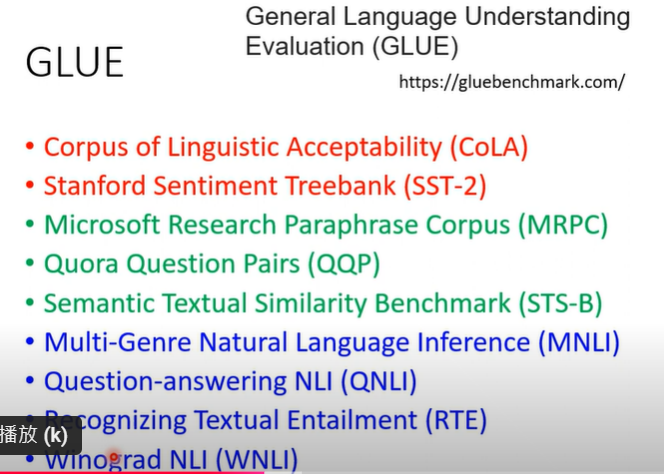 General Language Understanding
Evaluation (GLUE)
GLUE
https://gluebenchmark.com/
• Corpus of Linguistic Acceptability (CoLA)
• Stanford Sentiment Treebank (SST-2)
• Microsoft Research Paraphrase Corpus (MRPC)
• Quora Question Pairs (QQP)
• Semantic Textual Similarity Benchmark (STS-B)
• Multi-Genre Natural Language Inference (MNLI)
• Question-answering NLI (QNLI)
• Recognizing Textual Entailment (RTE)
播放 (k)
• Winograd NLI (WNLI)